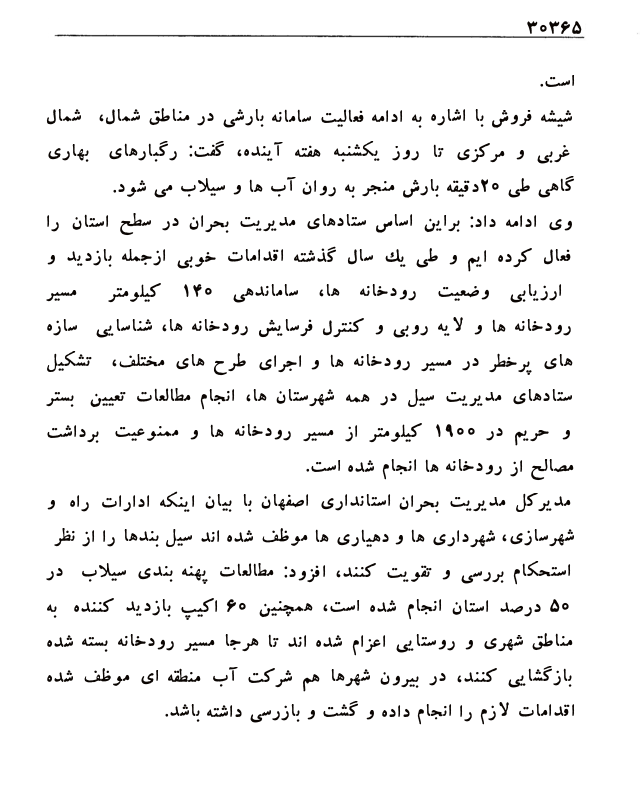 ۳۰۳۶۵
است.
شیشه فروش با اشاره به ادامه فعالیت سامانه بارشی در مناطق شمال، شمال
غربی و مرکزی تا روز یکشنبه هفته آینده، گفت: رگبارهای بهاری
گاهی طی ۲۰دقیقه بارش منجر به روان آب ها و سیلاب می شود.
وی ادامه داد: براین اساس ستادهای مدیریت بحران در سطح استان را
فعال کرده ایم و طی یك سال گذشته اقدامات خوبی ازجمله بازدید و
ارزیابی وضعیت رودخانه ها، ساماندهی ۱۴۰ کیلومتر مسیر
رودخانه ها و لایه روبی و کنترل فرسایش رودخانه ها، شناسایی سازه
های پرخطر در مسیر رودخانه ها و اجرای طرح های مختلف، تشکیل
ستادهای مدیریت سیل در همه شهرستان ها، انجام مطالعات تعیین بستر
و حریم در ۱۹۰۰ کیلومتر از مسیر رودخانه ها و ممنوعیت برداشت
مصالح از رودخانه ها انجام شده است.
مدیرکل مدیریت بحران استانداری اصفهان با بیان اینکه ادارات راه و
شهرسازی، شهرداری ها و دهیاری ها موظف شده اند سیل بندها را از نظر
استحکام بررسی و تقویت کنند، افزود: مطالعات پهنه بندی سیلاب در
۵۰ درصد استان انجام شده است، همچنین ۶۰ اکیپ بازدید کننده به
مناطق شهری و روستایی اعزام شده اند تا هرجا مسیر رودخانه بسته شده
بازگشایی کنند، در بیرون شهرها هم شرکت آب منطقه ای موظف شده
اقدامات لازم را انجام داده و گشت و بازرسی داشته باشد.